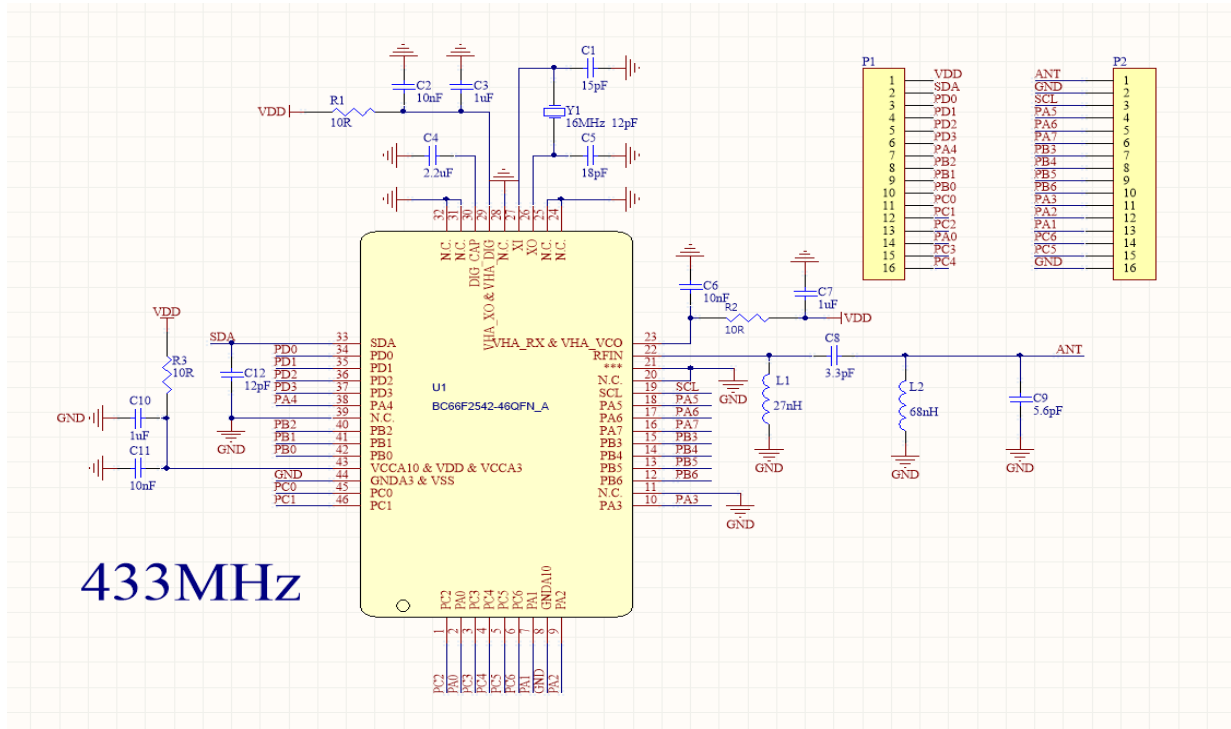 C1
15pF
C2
10nF
C3
1uF
R1
10R
VDD
Y1
16MHz 12pF
C4
2.2uF
C5
18pF
P1
1 VDD
2 SDA
3 PD0
4 PD1
5 PD2
6 PD3
7 PA4
8 PB2
9 PB1
10 PB0
11 PC0
12 PC1
13 PC2
14 PA0
15 PC3
16 PC4
P2
ANT 1
GND 2
SCL 3
PA5 4
PA6 5
PA7 6
PB3 7
PB4 8
PB5 9
PB6 10
PA3 11
PA2 12
PA1 13
PC6 14
PC5 15
GND 16
32 N.C.
31 N.C.
30 DIG_CAP
29 VHA_XO & VHA_DIG
28 N.C.
27 XI
26 XO
25 N.C.
24 N.C.
C6
10nF
C7
1uF
R2
10R
VDD
VDD
R3
10R
C10
1uF
GND
C11
10nF
C12
12pF
GND
SDA 33 SDA
PD0 34 PD0
PD1 35 PD1
PD2 36 PD2
PD3 37 PD3
PA4 38 PA4
39 N.C.
PB2 40 PB2
PB1 41 PB1
PB0 42 PB0
43 VCCA10 & VDD & VCCA3
GND 44 GNDA3 & VSS
PC0 45 PC0
PC1 46 PC1
U1
BC66F2542-46QFN_A
VHA_RX & VHA_VCO 23
RFIN 22
*** 21
N.C. 20
SCL 19 SCL
PA5 18 PA5
PA6 17 PA6
PA7 16 PA7
PB3 15 PB3
PB4 14 PB4
PB5 13 PB5
PB6 12 PB6
N.C. 11
PA3 10 PA3
GND
GND
C8
3.3pF
ANT
L1
27nH
GND
L2
68nH
GND
C9
5.6pF
GND
433MHz
PC2 1 PC2
PA0 2 PA0
PC3 3 PC3
PC4 4 PC4
PC5 5 PC5
PC6 6 PC6
PA1 7 PA1
GNDA10 8 GND
PA2 9 PA2